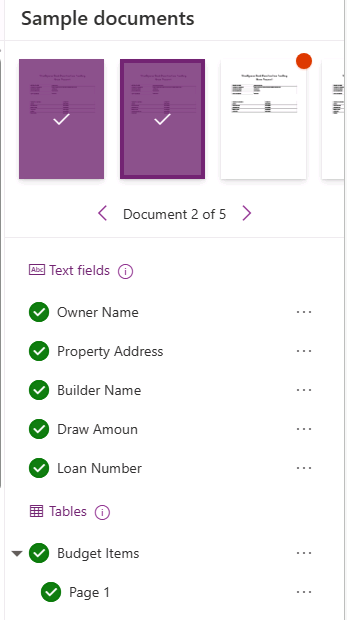 Sample documents
Document 2 of 5
Abc Text fields
Owner Name
Property Address
Builder Name
Draw Amoun
Loan Number
Tables
Budget Items
Page 1